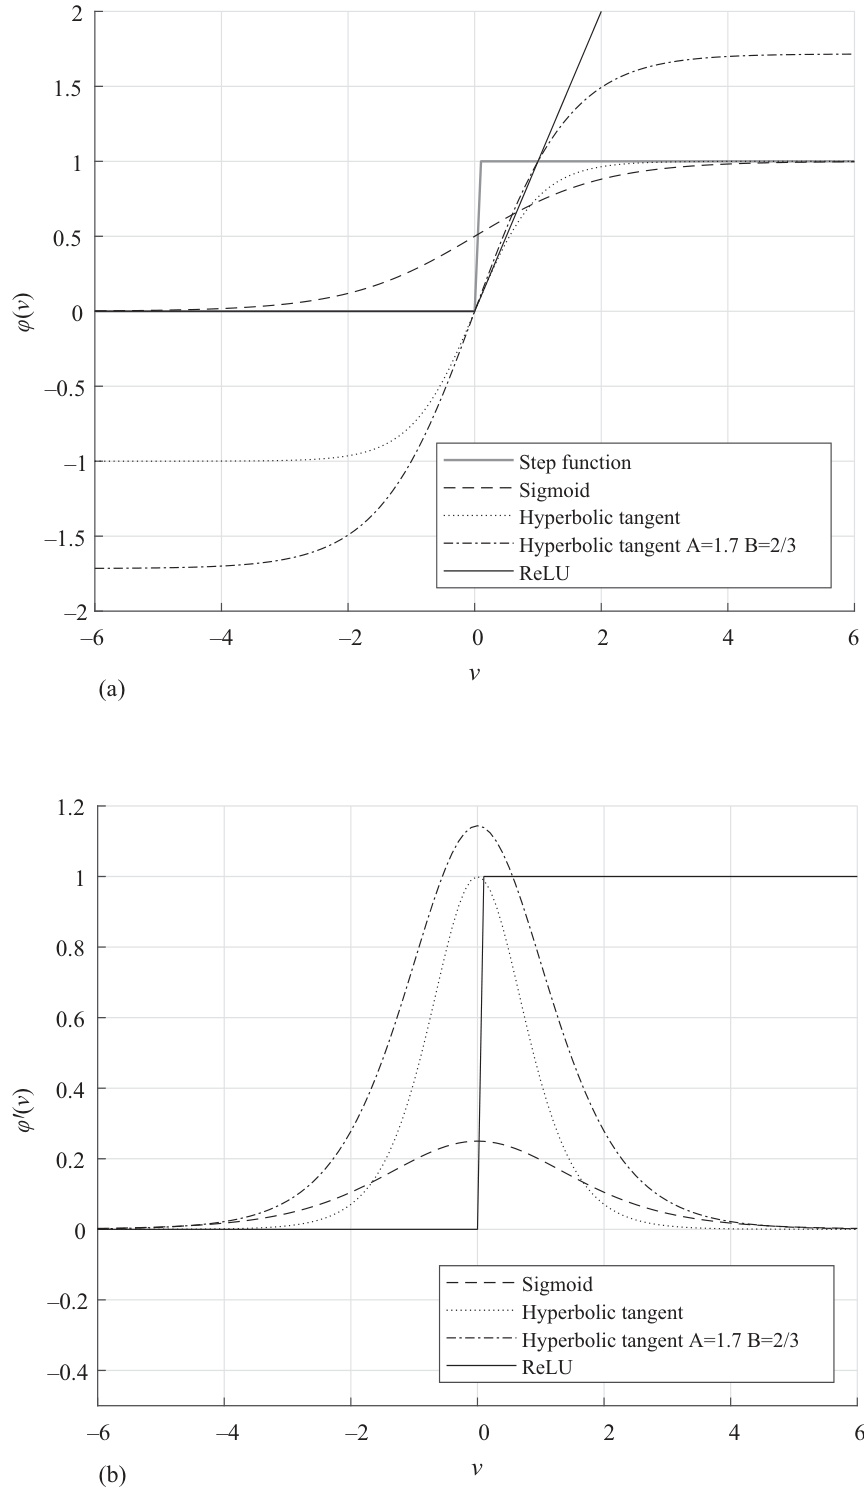 2
1.5
1
0.5
0
–0.5
–1
–1.5
–2
φ(v)
Step function
Sigmoid
Hyperbolic tangent
Hyperbolic tangent A=1.7 B=2/3
ReLU
–6 –4 –2 0 2 4 6
v
(a)
1.2
1
0.8
0.6
0.4
0.2
0
–0.2
–0.4
φ′(v)
Sigmoid
Hyperbolic tangent
Hyperbolic tangent A=1.7 B=2/3
ReLU
–6 –4 –2 0 2 4 6
v
(b)